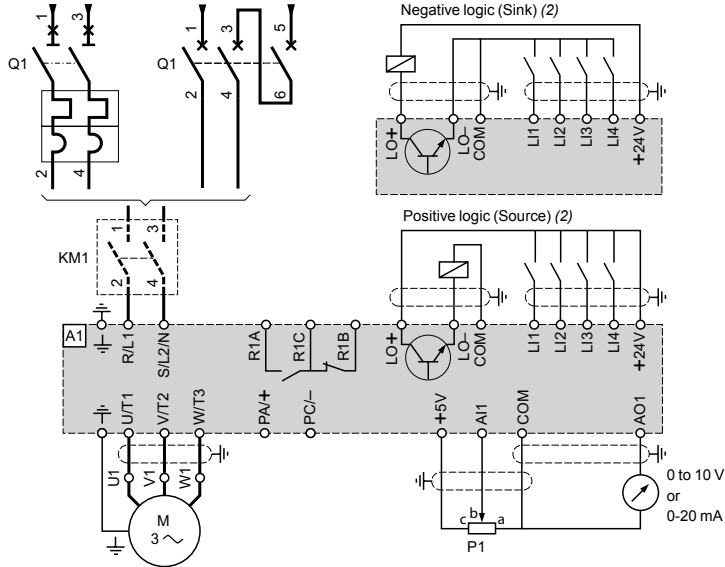 1 3
Q1
2 4
1 3 5
Q1
2 4 6
Negative logic (Sink) (2)
LO+ LO– COM LI1 LI2 LI3 LI4 +24V
Positive logic (Source) (2)
KM1
1 3
2 4
A1
R/L1 S/L2/N R1A R1C R1B LO+ LO– COM LI1 LI2 LI3 LI4 +24V
U/T1 V/T2 W/T3 PA/+ PC/– +5V AI1 COM AO1
U1 V1 W1
M
3
c b a
P1
0 to 10 V
or
0-20 mA